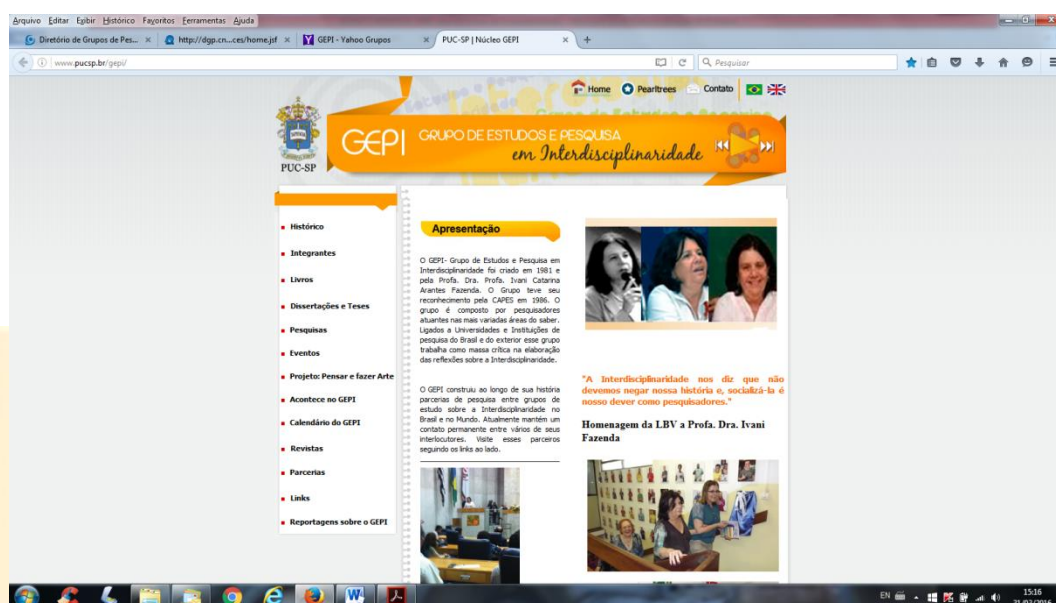 Arquivo Editar Exibir Histórico Favoritos Ferramentas Ajuda
Diretório de Grupos de Pes...
http://dgp.cn...ces/home.jsf
GEPI - Yahoo Grupos
PUC-SP | Núcleo GEPI
www.pucsp.br/gepi/
Pesquisar
Home
Pearltrees
Contato
PUC-SP
GEPI
GRUPO DE ESTUDOS E PESQUISA
em Interdisciplinaridade
Histórico
Integrantes
Livros
Dissertações e Teses
Pesquisas
Eventos
Projeto: Pensar e fazer Arte
Acontece no GEPI
Calendário do GEPI
Revistas
Parcerias
Links
Reportagens sobre o GEPI
Apresentação
O GEPI- Grupo de Estudos e Pesquisa em
Interdisciplinaridade foi criado em 1981 e
pela Profa. Dra. Profa. Ivani Catarina
Arantes Fazenda. O Grupo teve seu
reconhecimento pela CAPES em 1986. O
grupo é composto por pesquisadores
atuantes nas mais variadas áreas do saber.
Ligados a Universidades e Instituições de
pesquisa do Brasil e do exterior esse grupo
trabalha como massa crítica na elaboração
das reflexões sobre a Interdisciplinaridade.
O GEPI construiu ao longo de sua história
parcerias de pesquisa entre grupos de
estudo sobre a Interdisciplinaridade no
Brasil e no Mundo. Atualmente mantém um
contato permanente entre vários de seus
interlocutores. Visite esses parceiros
seguindo os links ao lado.
"A Interdisciplinaridade nos diz que não
devemos negar nossa história e, socializá-la é
nosso dever como pesquisadores."
Homenagem da LBV a Profa. Dra. Ivani
Fazenda
EN
15:16